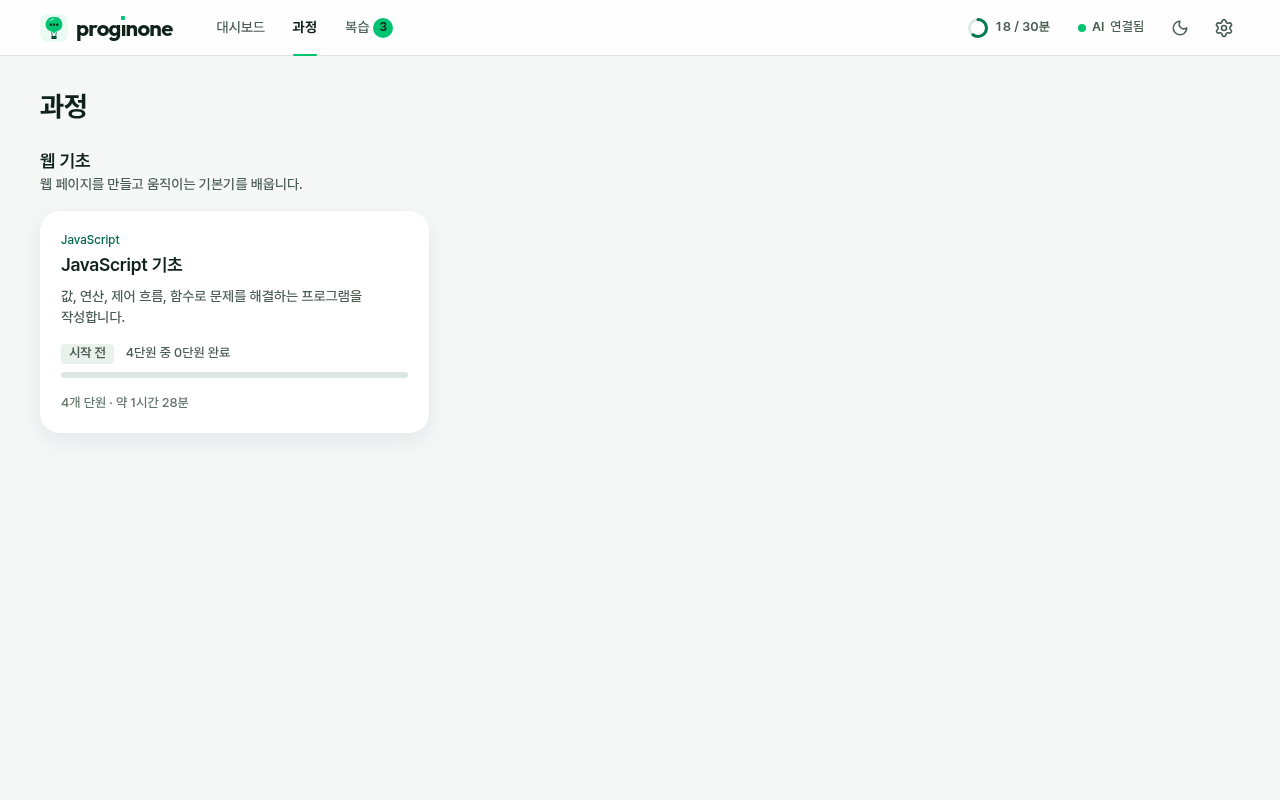 proginone
대시보드
과정
복습 3
18 / 30분
AI 연결됨
과정
웹 기초
웹 페이지를 만들고 움직이는 기본기를 배웁니다.
JavaScript
JavaScript 기초
값, 연산, 제어 흐름, 함수로 문제를 해결하는 프로그램을
작성합니다.
시작 전 4단원 중 0단원 완료
4개 단원 · 약 1시간 28분